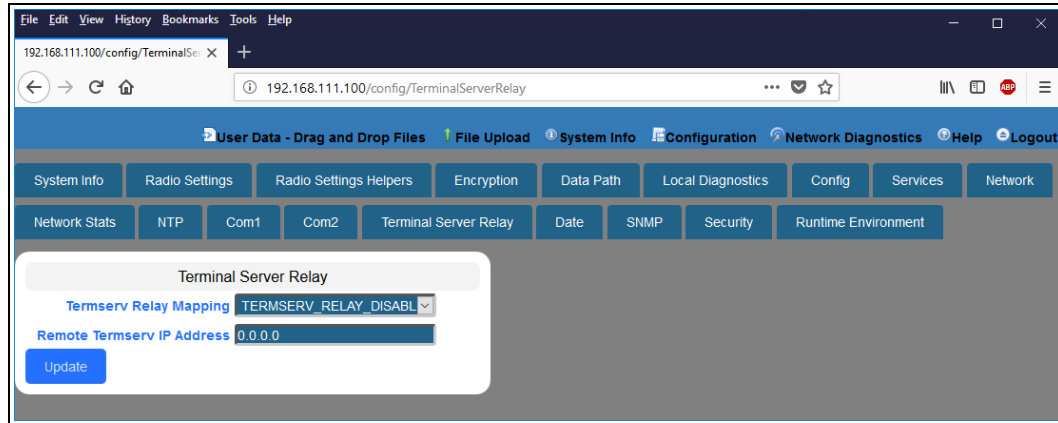 File Edit View History Bookmarks Tools Help
192.168.111.100/config/TerminalSer
192.168.111.100/config/TerminalServerRelay
ABP
User Data - Drag and Drop Files File Upload System Info Configuration Network Diagnostics Help Logout
System Info Radio Settings Radio Settings Helpers Encryption Data Path Local Diagnostics Config Services Network
Network Stats NTP Com1 Com2 Terminal Server Relay Date SNMP Security Runtime Environment
Terminal Server Relay
Termserv Relay Mapping TERMSERV_RELAY_DISABL
Remote Termserv IP Address 0.0.0.0
Update